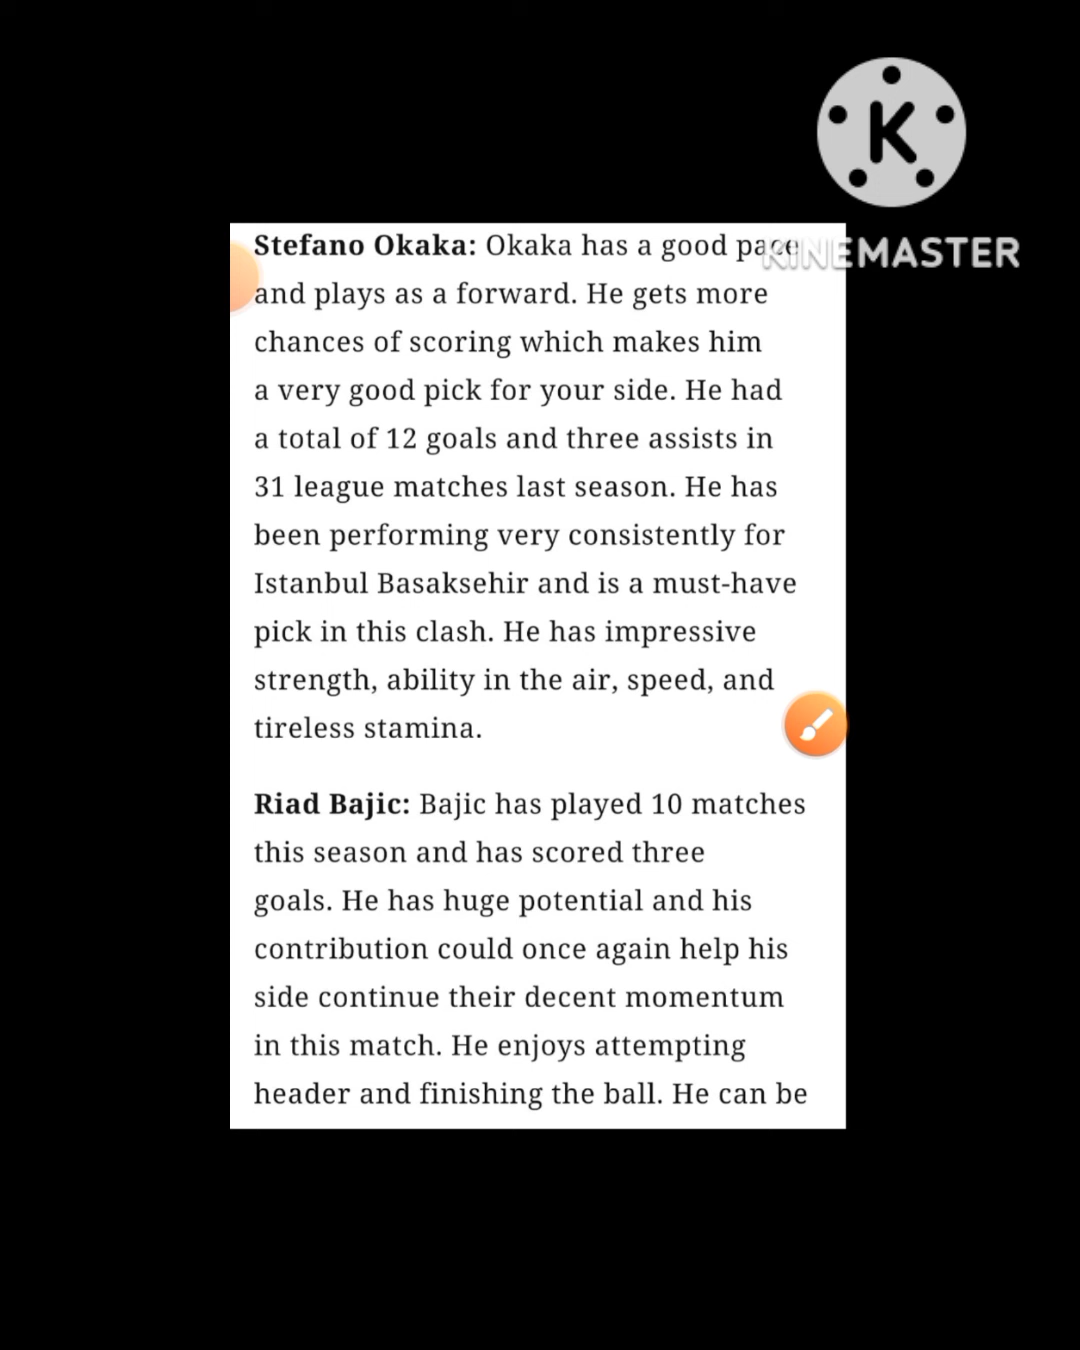 K
KINEMASTER
Stefano Okaka: Okaka has a good pace
and plays as a forward. He gets more
chances of scoring which makes him
a very good pick for your side. He had
a total of 12 goals and three assists in
31 league matches last season. He has
been performing very consistently for
Istanbul Basaksehir and is a must-have
pick in this clash. He has impressive
strength, ability in the air, speed, and
tireless stamina.
Riad Bajic: Bajic has played 10 matches
this season and has scored three
goals. He has huge potential and his
contribution could once again help his
side continue their decent momentum
in this match. He enjoys attempting
header and finishing the ball. He can be